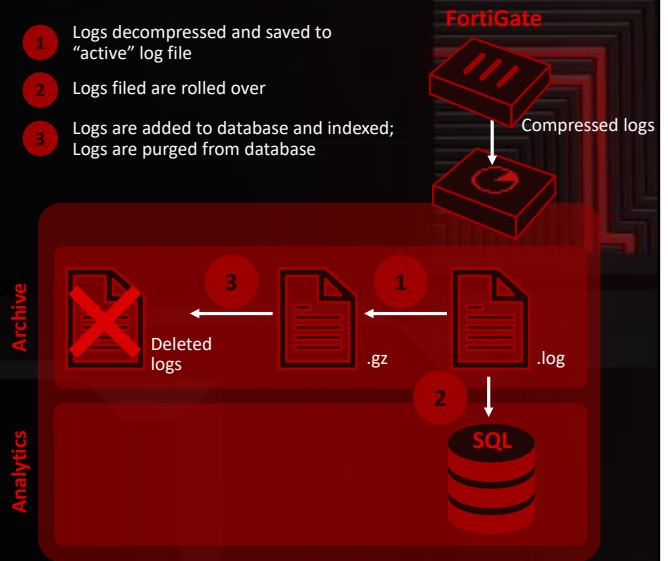 1
Logs decompressed and saved to
“active” log file
2
Logs filed are rolled over
3
Logs are added to database and indexed;
Logs are purged from database
FortiGate
Compressed logs
Archive
3
1
Deleted
logs
.gz
.log
2
Analytics
SQL